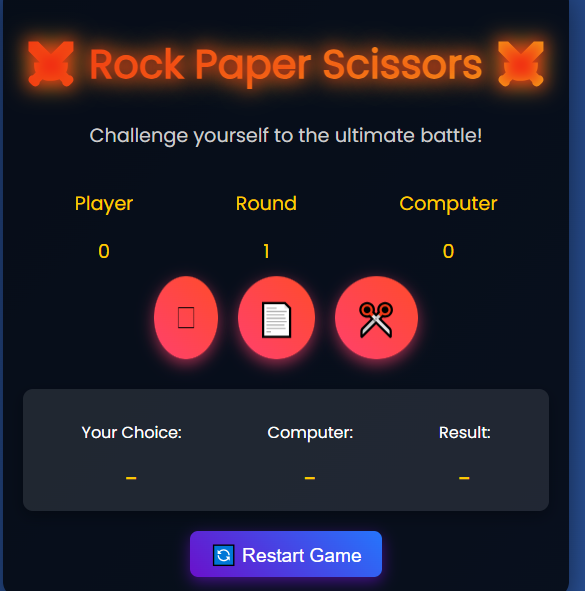 Rock Paper Scissors
Challenge yourself to the ultimate battle!
Player Round Computer
0 1 0
Your Choice: Computer: Result:
– – –
Restart Game